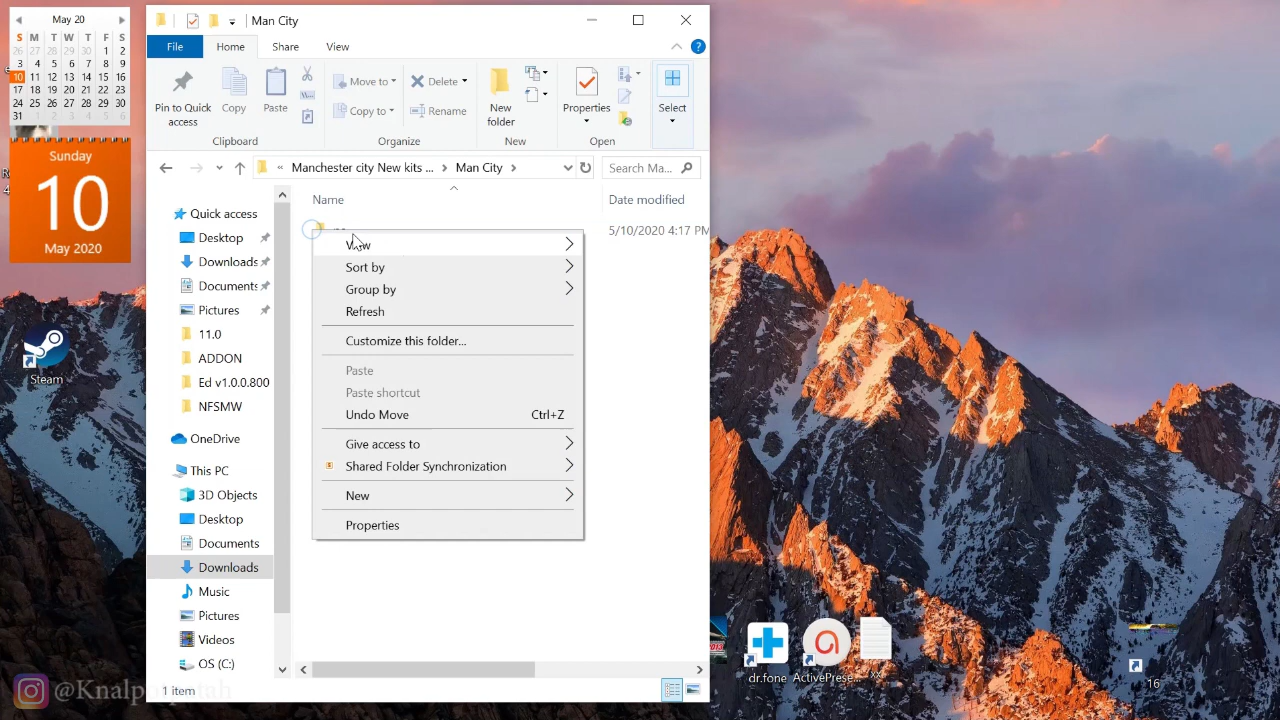 May 20
S M T W T F S
26 27 28 29 30 1 2
3 4 5 6 7 8 9
10 11 12 13 14 15 16
17 18 19 20 21 22 23
24 25 26 27 28 29 30
31 1 2 3 4 5 6
Sunday
10
May 2020
Steam
Man City
File Home Share View
Pin to Quick access
Copy
Paste
Move to
Copy to
Delete
Rename
New folder
Properties
Select
Clipboard Organize New Open
« Manchester city New kits ... Man City
Search Ma...
Name
Date modified
5/10/2020 4:17 PM
Quick access
Desktop
Downloads
Documents
Pictures
11.0
ADDON
Ed v1.0.0.800
NFSMW
OneDrive
This PC
3D Objects
Desktop
Documents
Downloads
Music
Pictures
Videos
OS (C:)
View
Sort by
Group by
Refresh
Customize this folder...
Paste
Paste shortcut
Undo Move Ctrl+Z
Give access to
Shared Folder Synchronization
New
Properties
1 item
dr.fone
ActivePrese...
xx
16